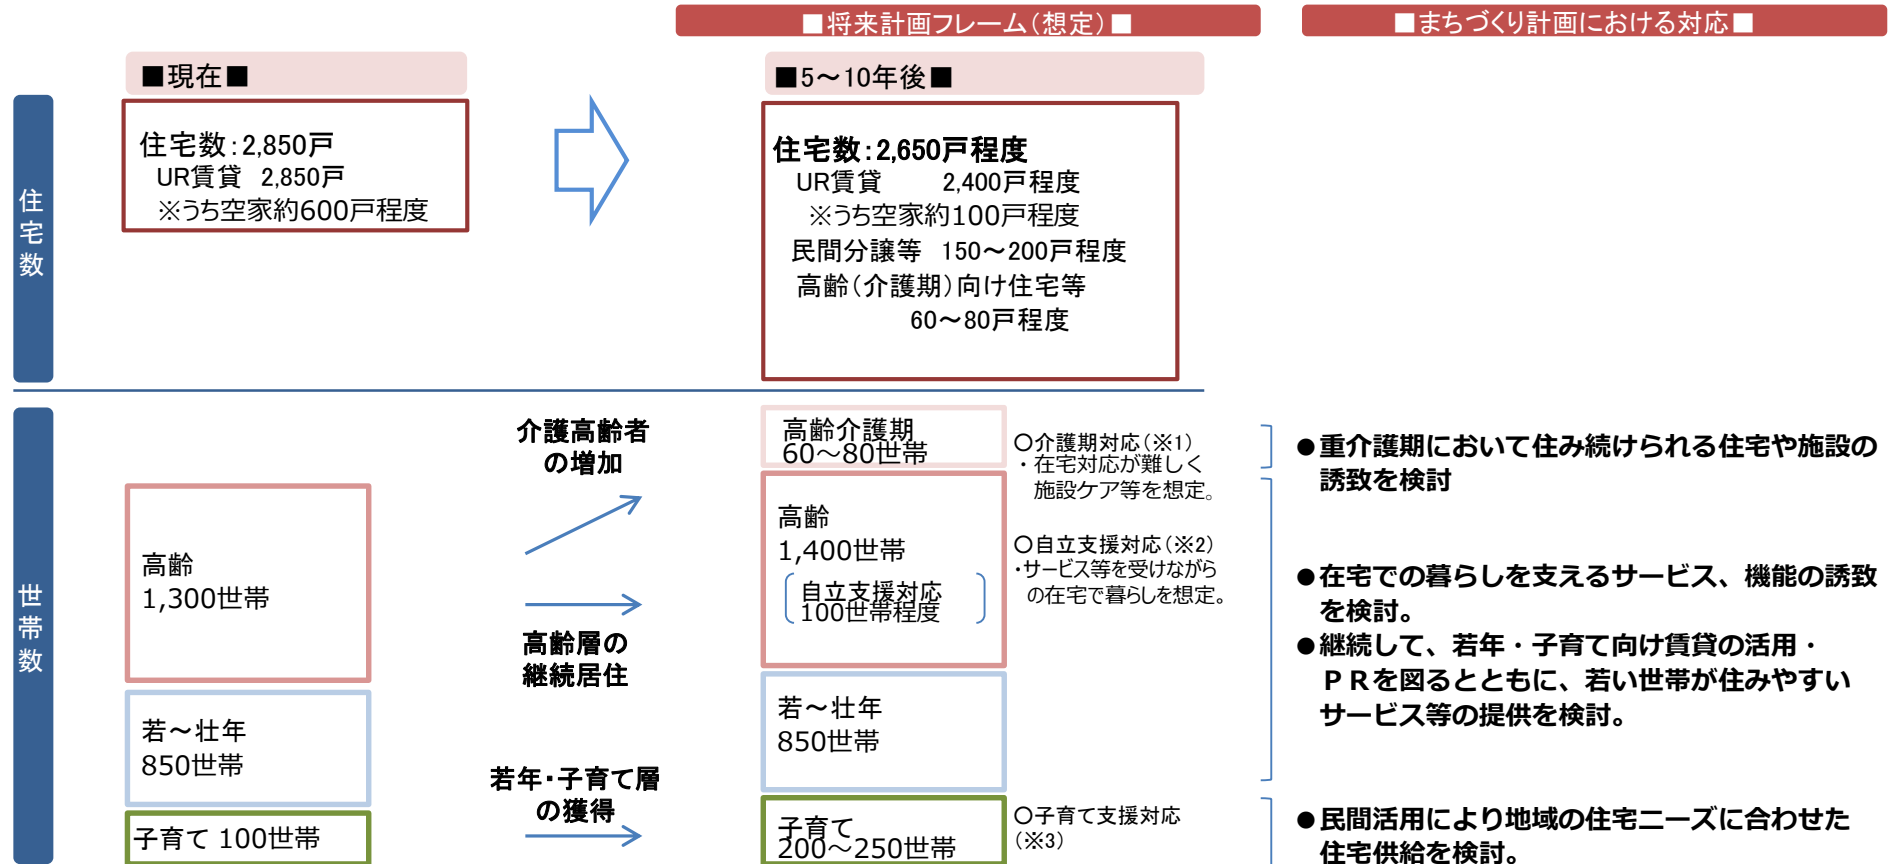 ■将来計画フレーム（想定）■
■まちづくり計画における対応■
■現在■
■5～10年後■
住宅数
住宅数：2,850戸
UR賃貸 2,850戸
※うち空家約600戸程度
住宅数：2,650戸程度
UR賃貸 2,400戸程度
※うち空家約100戸程度
民間分譲等 150～200戸程度
高齢（介護期）向け住宅等
60～80戸程度
世帯数
高齢
1,300世帯
若～壮年
850世帯
子育て 100世帯
介護高齢者
の増加
高齢層の
継続居住
若年・子育て層
の獲得
高齢介護期
60～80世帯
高齢
1,400世帯
自立支援対応
100世帯程度
若～壮年
850世帯
子育て
200～250世帯
○介護期対応（※1）
・在宅対応が難しく
施設ケア等を想定。
○自立支援対応（※2）
・サービス等を受けながら
の在宅で暮らしを想定。
○子育て支援対応
（※3）
●重介護期において住み続けられる住宅や施設の
誘致を検討
●在宅での暮らしを支えるサービス、機能の誘致
を検討。
●継続して、若年・子育て向け賃貸の活用・
ＰＲを図るとともに、若い世帯が住みやすい
サービス等の提供を検討。
●民間活用により地域の住宅ニーズに合わせた
住宅供給を検討。